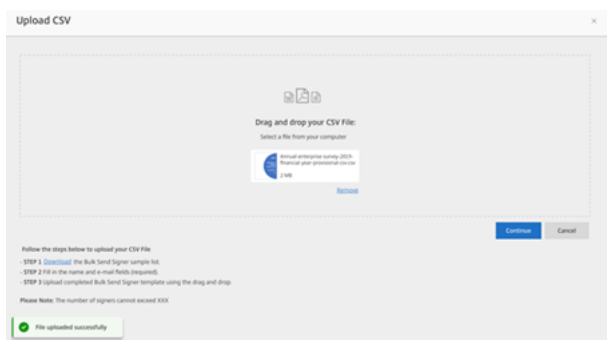 Upload CSV
Drag and drop your CSV File:
Select a file from your computer
Annual-enterprise-survey-2019-
financial-year-provisional-csv.csv
2 MB
Remove
Continue
Cancel
Follow the steps below to upload your CSV File
- STEP 1 Download the Bulk Send Signer sample list.
- STEP 2 Fill in the name and e-mail fields (required).
- STEP 3 Upload completed Bulk Send Signer template using the drag and drop.
Please Note: The number of signers cannot exceed XXX
File uploaded successfully